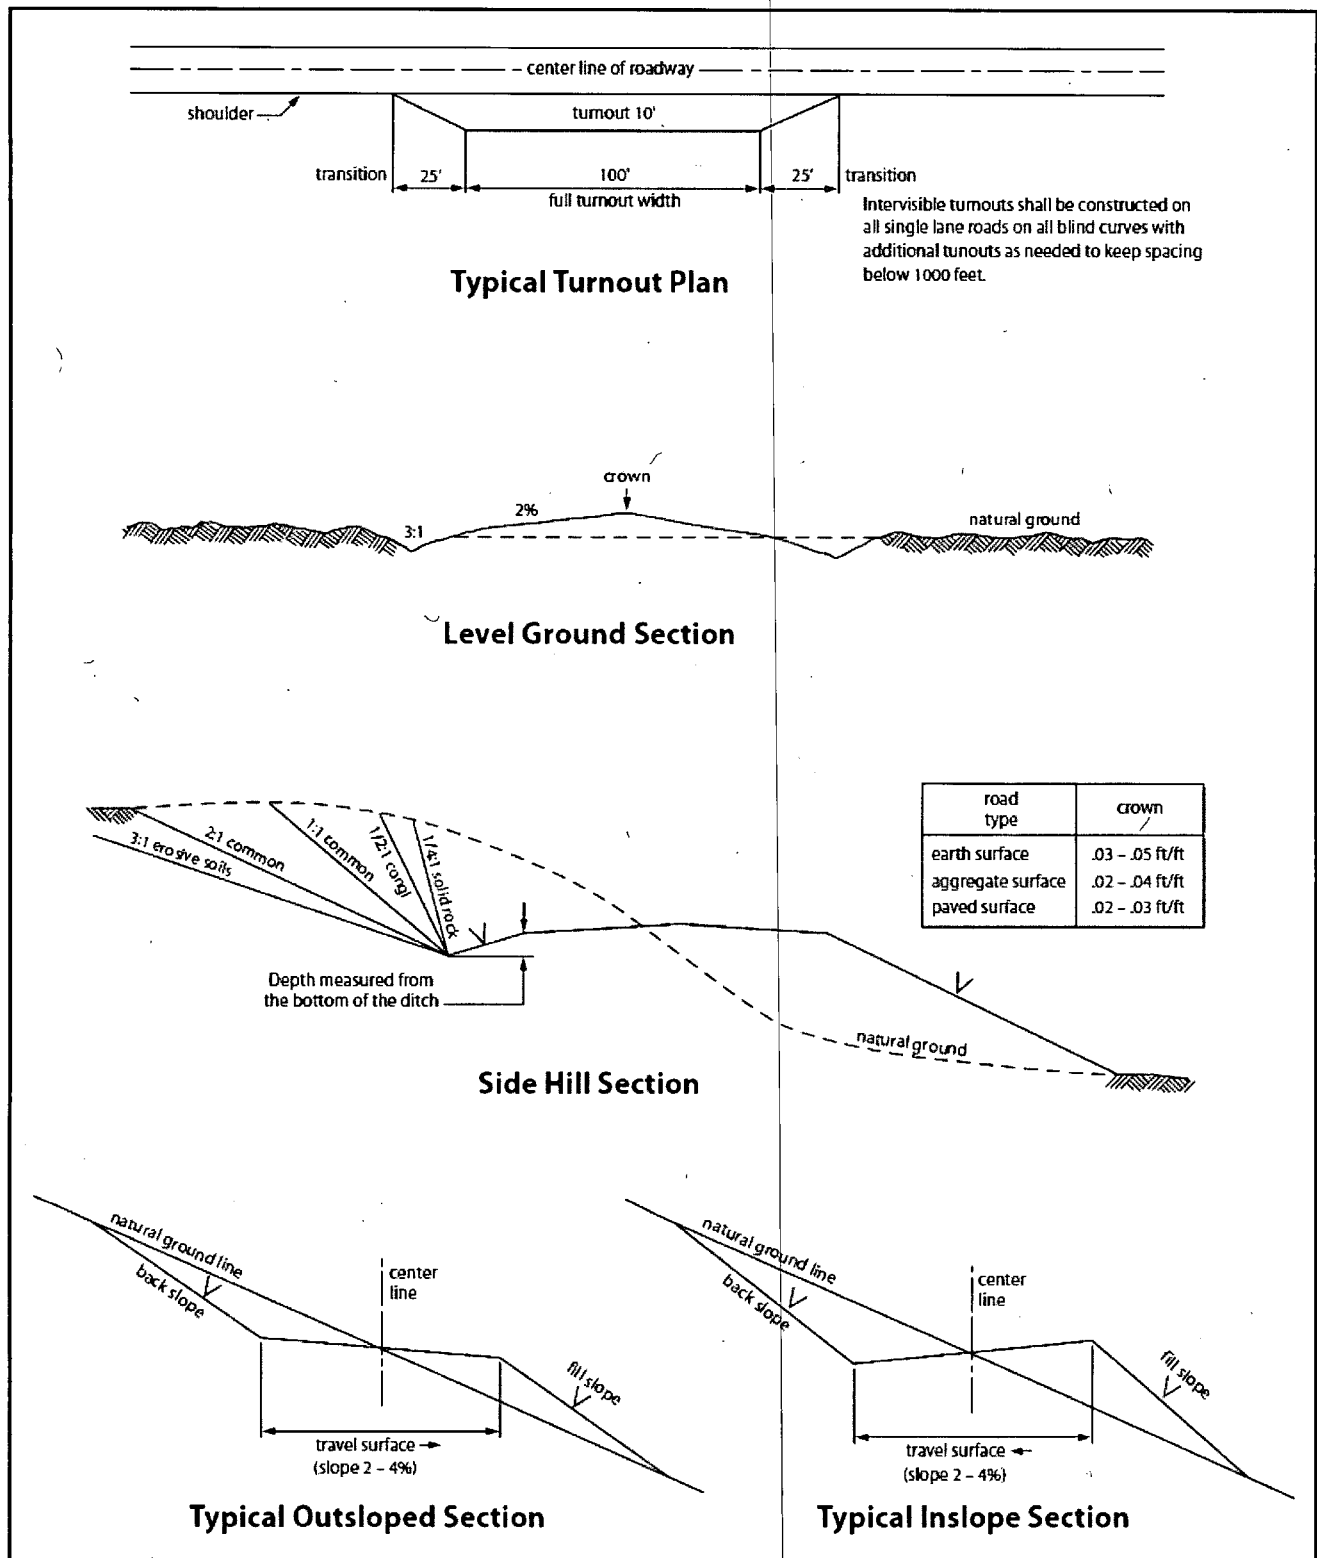 center line of roadway
shoulder
turnout 10'
transition
25'
100'
25'
transition
full turnout width
Intervisible turnouts shall be constructed on
all single lane roads on all blind curves with
additional tunouts as needed to keep spacing
below 1000 feet.
Typical Turnout Plan
crown
2%
3:1
natural ground
Level Ground Section
3:1 erosive soils
2:1 common
1:1 common
1/2:1 congl
1/4:1 solid rock
road
type
crown
earth surface
.03 – .05 ft/ft
aggregate surface
.02 – .04 ft/ft
paved surface
.02 – .03 ft/ft
Depth measured from
the bottom of the ditch
natural ground
Side Hill Section
natural ground line
back slope
center
line
fill slope
travel surface
(slope 2 – 4%)
Typical Outsloped Section
natural ground line
back slope
center
line
fill slope
travel surface
(slope 2 – 4%)
Typical Inslope Section